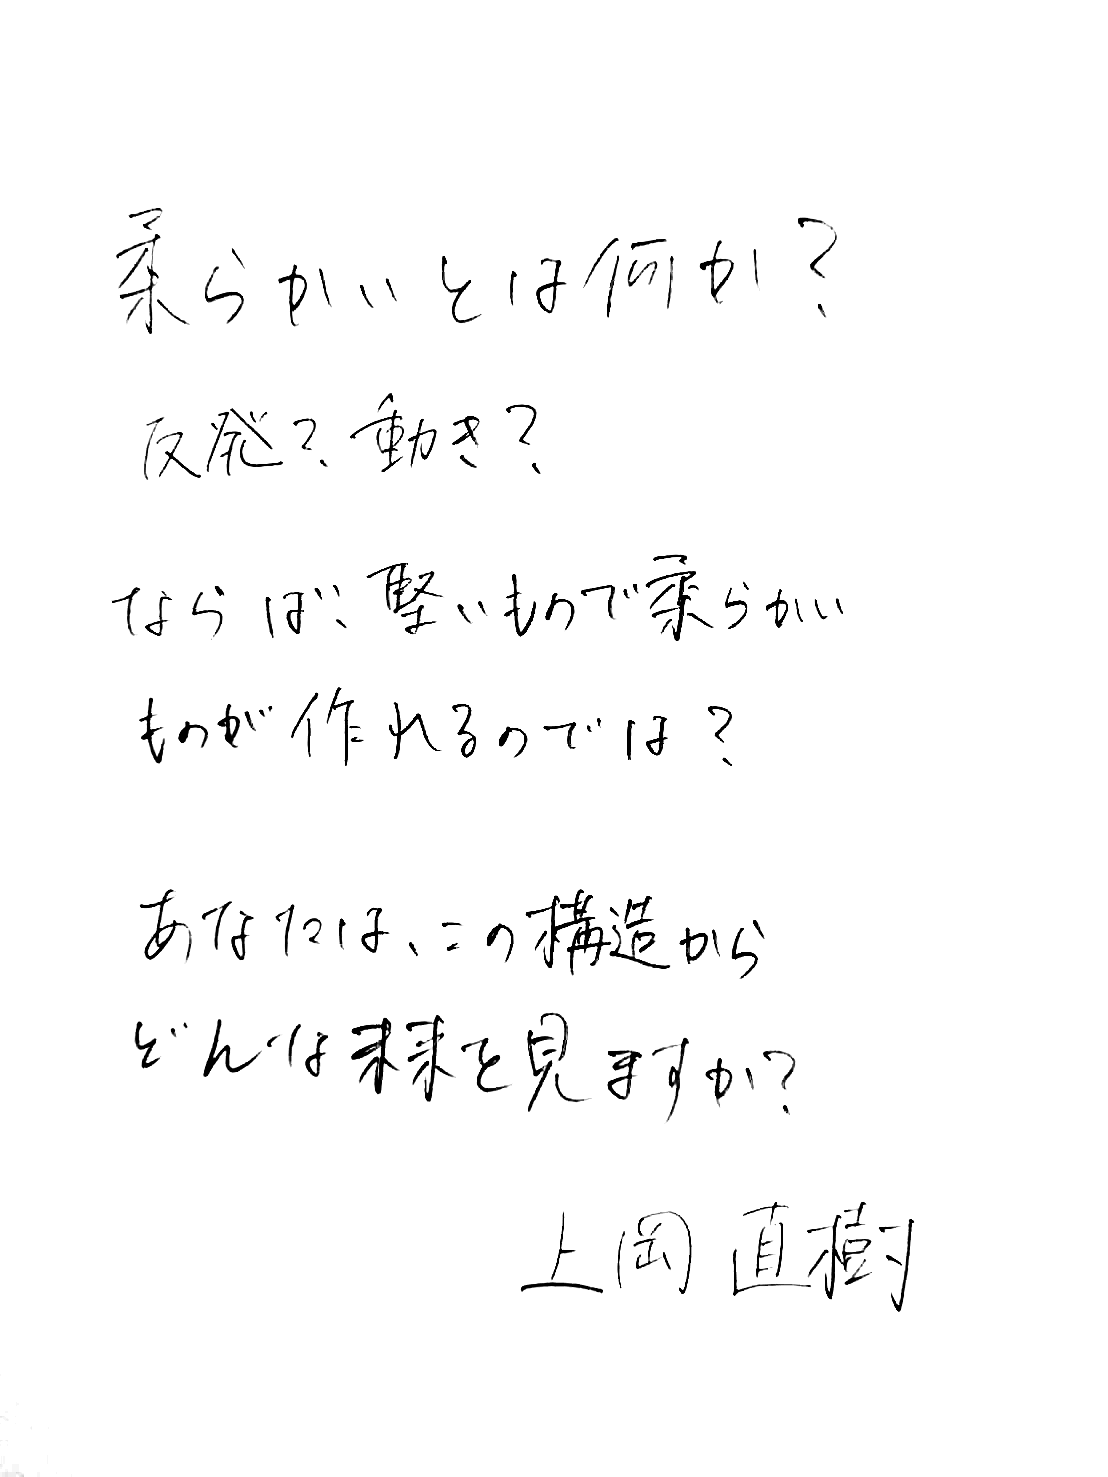 柔らかいとは何か？
反発？動き？
ならば、堅いもので柔らかい
ものが作れるのでは？
あなたは、この構造から
どんな未来を見ますか？
上岡 直樹